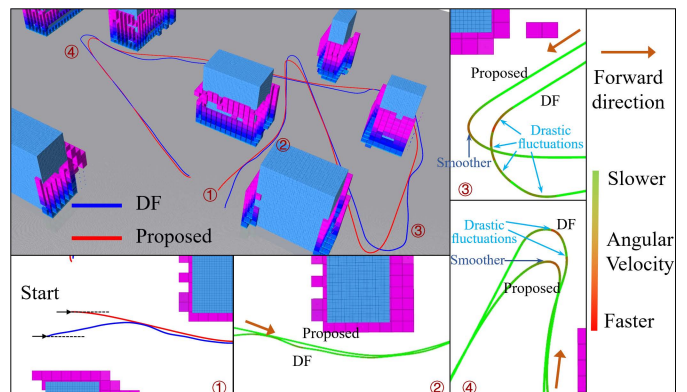 ④
②
①
③
DF
Proposed
Start
①
Proposed
DF
②
Proposed
DF
Drastic
fluctuations
Smoother
③
Drastic
fluctuations
DF
Smoother
Proposed
④
Forward
direction
Slower
Angular
Velocity
Faster